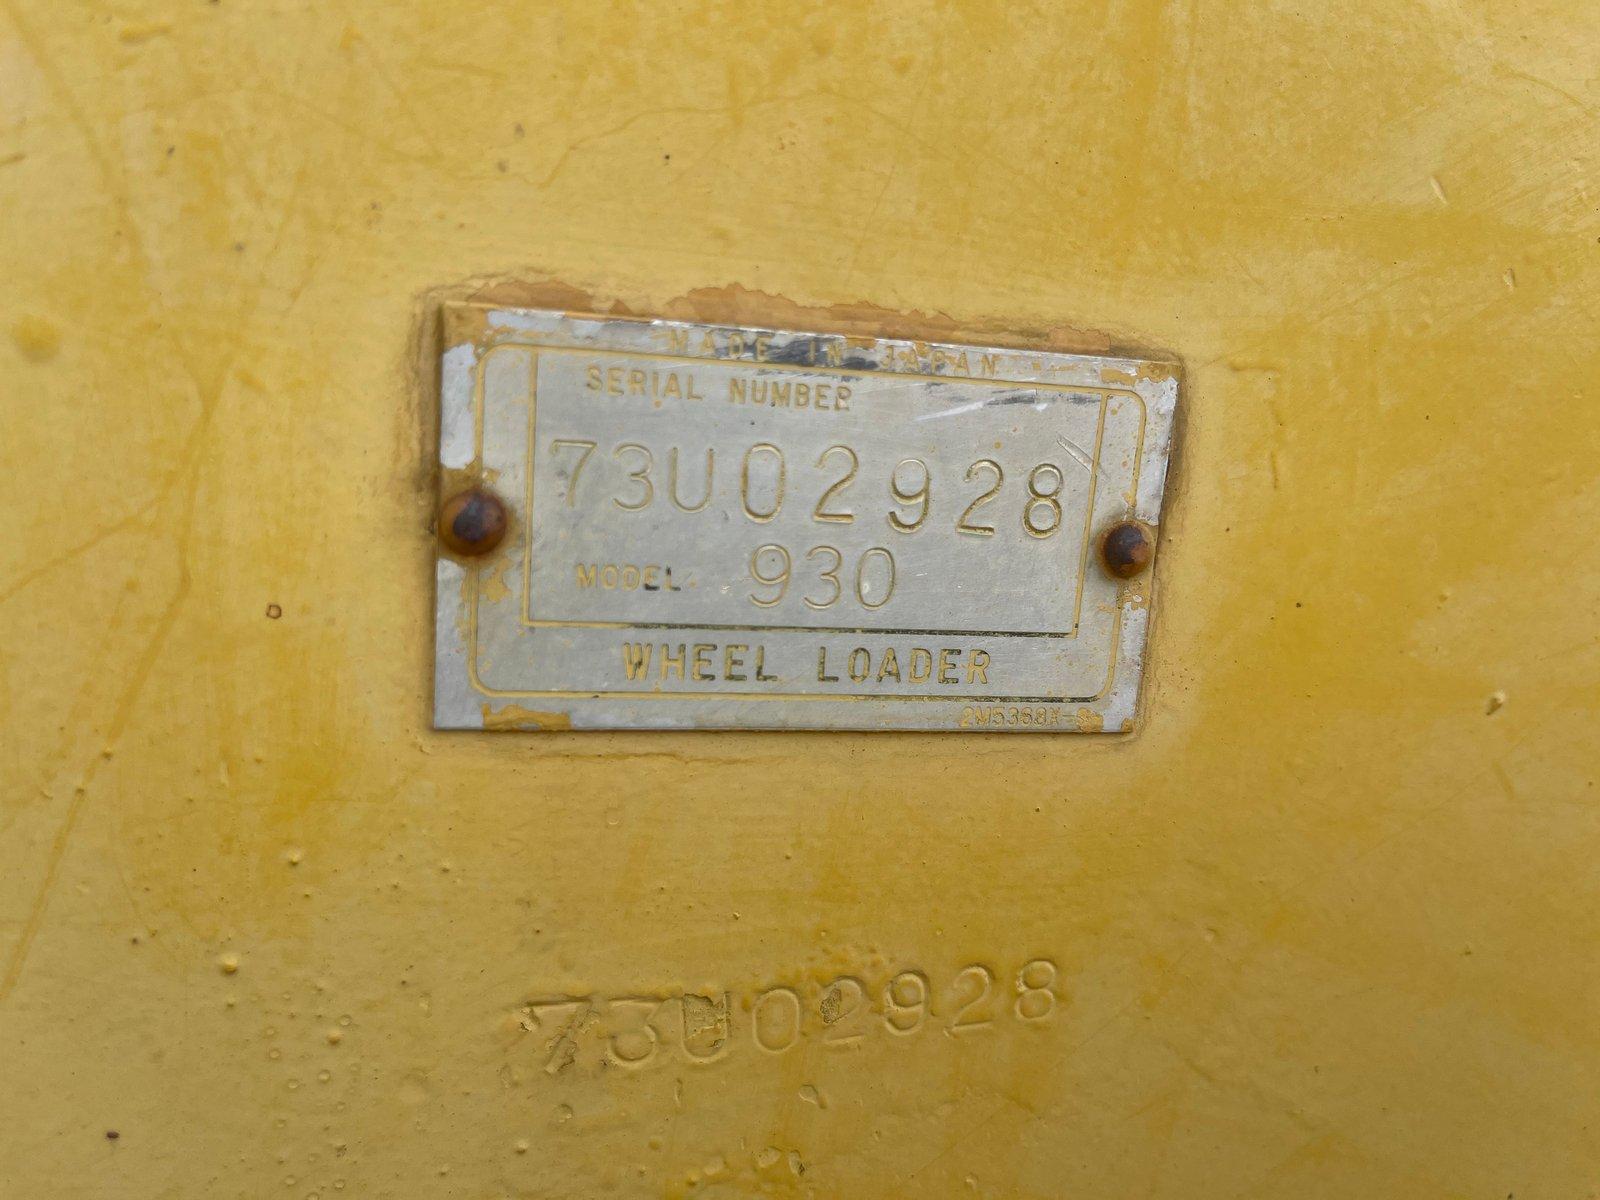 MADE IN JAPAN
SERIAL NUMBER
73U02928
MODEL 930
WHEEL LOADER
73U02928